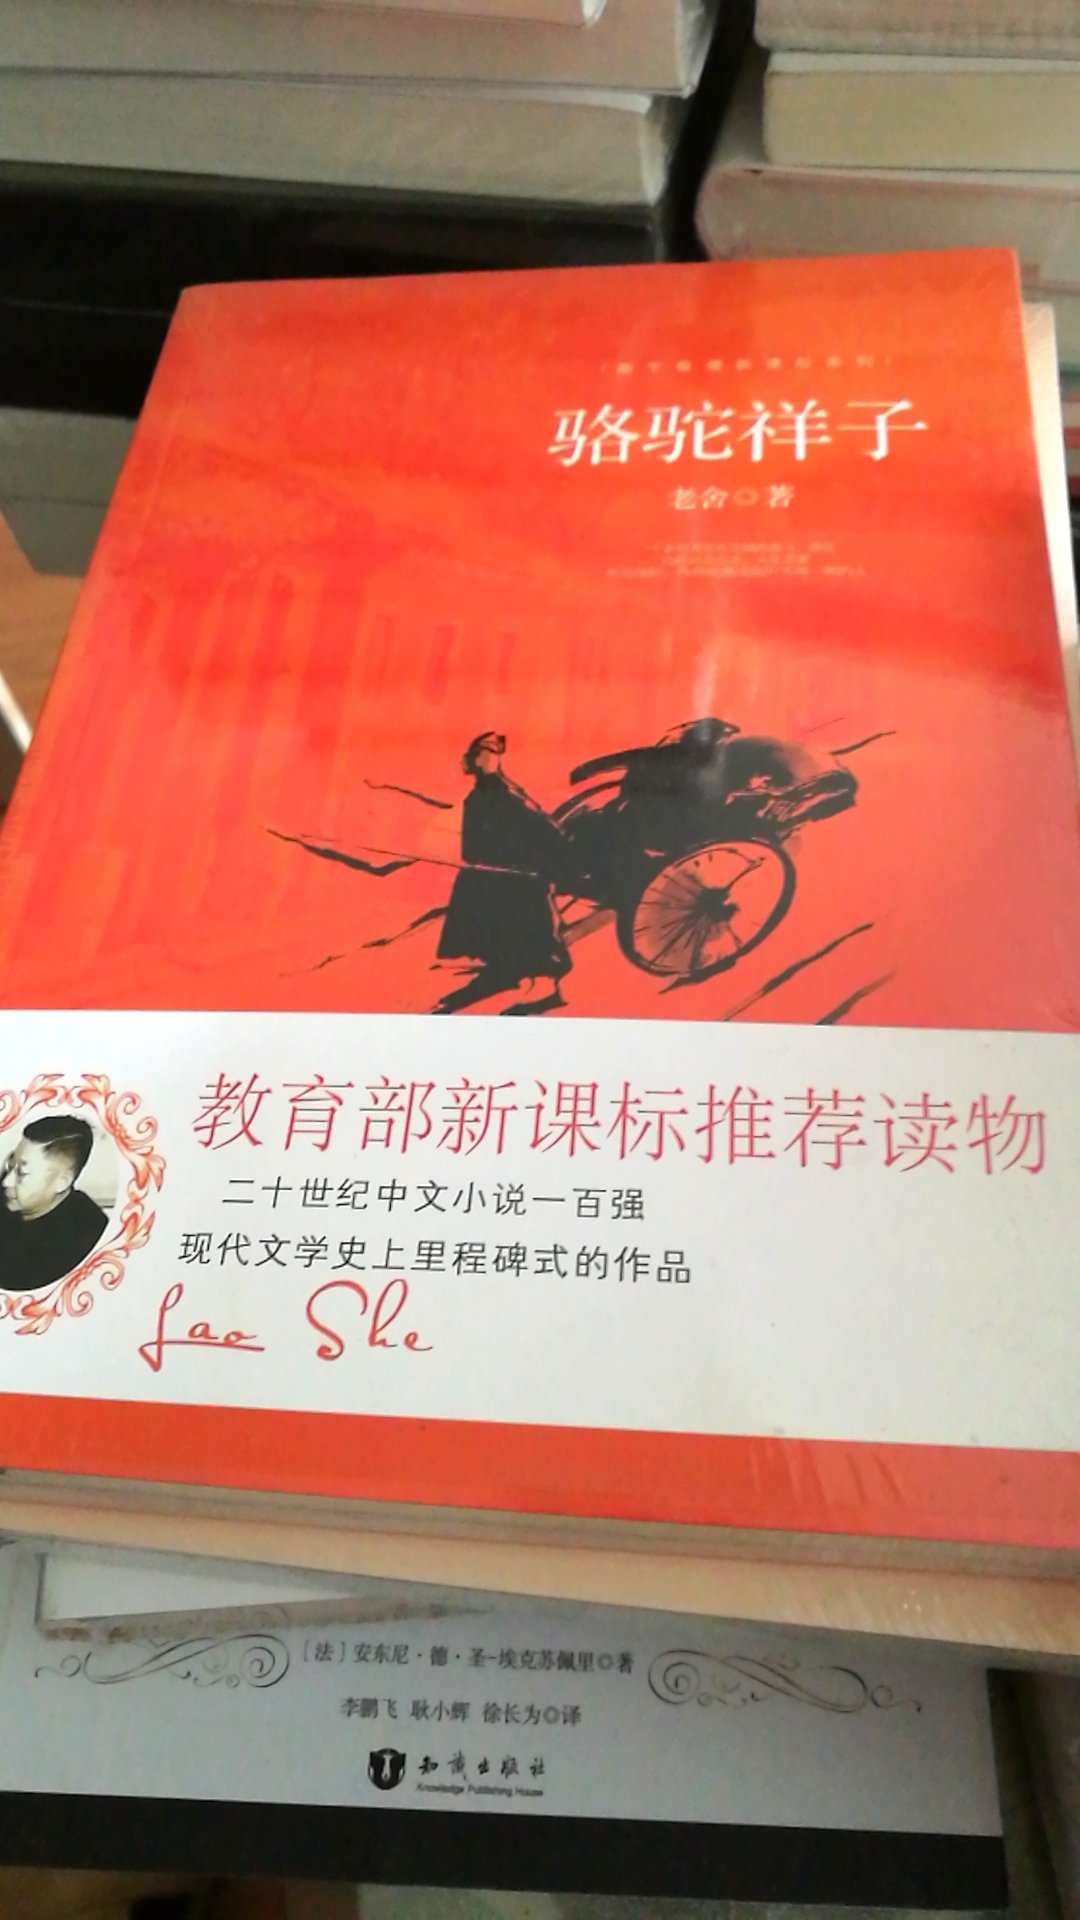 骆驼祥子
老舍◎著
教育部新课标推荐读物
二十世纪中文小说一百强
现代文学史上里程碑式的作品
Lao She
[法]安东尼·德·圣-埃克苏佩里◎著
李鹏飞 耿小辉 徐长为◎译
知识出版社
Knowledge Publishing House